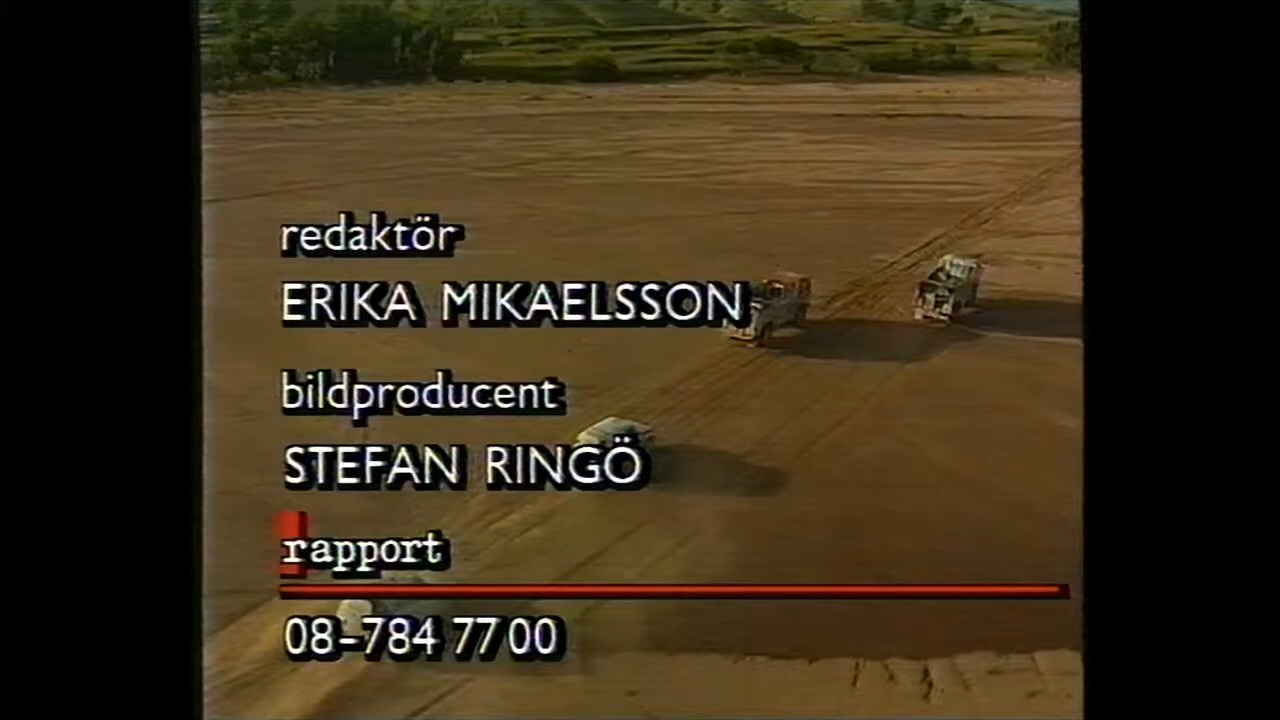 redaktör
ERIKA MIKAELSSON
bildproducent
STEFAN RINGÖ
rapport
08-784 77 00